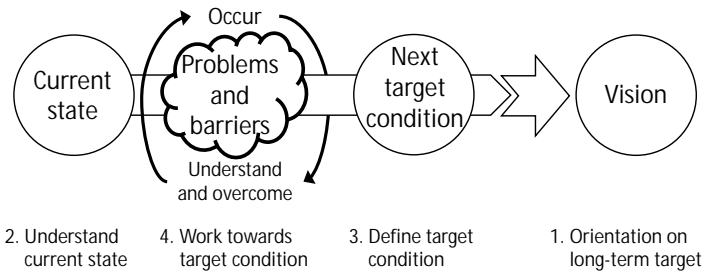 Occur
Current
state
Problems
and
barriers
Next
target
condition
Vision
Understand
and overcome
2. Understand
current state
4. Work towards
target condition
3. Define target
condition
1. Orientation on
long-term target